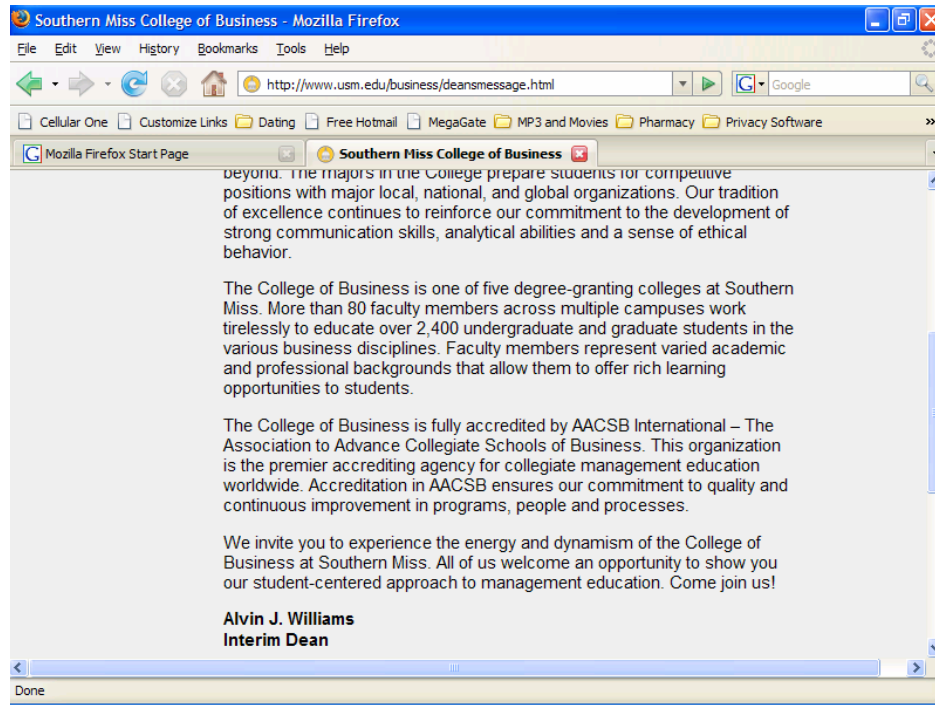 Southern Miss College of Business - Mozilla Firefox
File Edit View History Bookmarks Tools Help
http://www.usm.edu/business/deansmessage.html G Google
Cellular One Customize Links Dating Free Hotmail MegaGate MP3 and Movies Pharmacy Privacy Software »
G Mozilla Firefox Start Page Southern Miss College of Business
beyond. The majors in the College prepare students for competitive
positions with major local, national, and global organizations. Our tradition
of excellence continues to reinforce our commitment to the development of
strong communication skills, analytical abilities and a sense of ethical
behavior.
The College of Business is one of five degree-granting colleges at Southern
Miss. More than 80 faculty members across multiple campuses work
tirelessly to educate over 2,400 undergraduate and graduate students in the
various business disciplines. Faculty members represent varied academic
and professional backgrounds that allow them to offer rich learning
opportunities to students.
The College of Business is fully accredited by AACSB International – The
Association to Advance Collegiate Schools of Business. This organization
is the premier accrediting agency for collegiate management education
worldwide. Accreditation in AACSB ensures our commitment to quality and
continuous improvement in programs, people and processes.
We invite you to experience the energy and dynamism of the College of
Business at Southern Miss. All of us welcome an opportunity to show you
our student-centered approach to management education. Come join us!
Alvin J. Williams
Interim Dean
Done